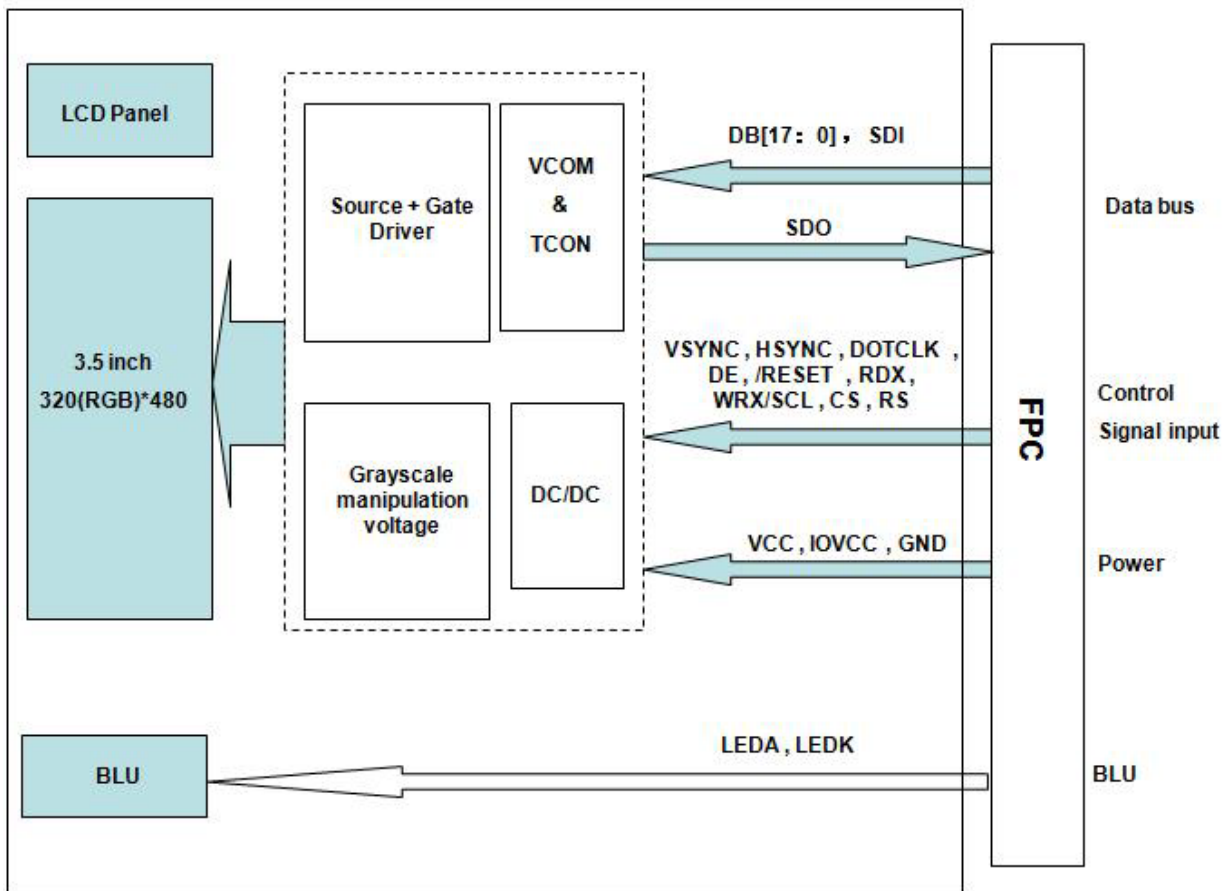 LCD Panel
3.5 inch
320(RGB)*480
Source + Gate
Driver
VCOM
&
TCON
Grayscale
manipulation
voltage
DC/DC
DB[17：0]，SDI
SDO
VSYNC , HSYNC , DOTCLK ,
DE, /RESET , RDX,
WRX/SCL , CS , RS
VCC , IOVCC , GND
LEDA , LEDK
BLU
FPC
Data bus
Control
Signal input
Power
BLU